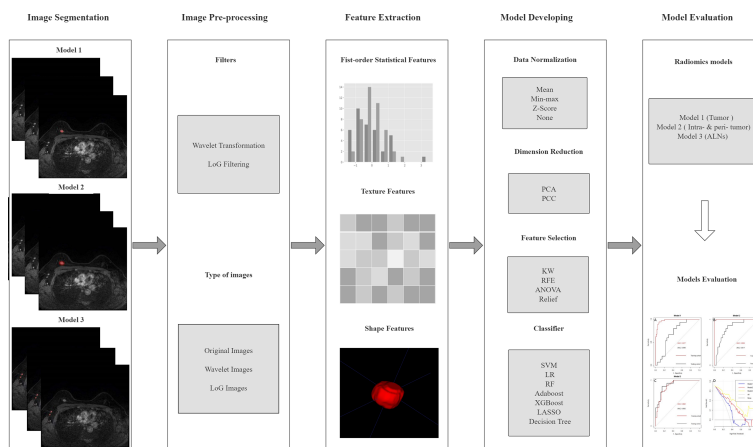 Image Segmentation
Image Pre-processing
Feature Extraction
Model Developing
Model Evaluation
Model 1
Model 2
Model 3
Filters
Wavelet Transformation
LoG Filtering
Type of images
Original Images
Wavelet Images
LoG Images
Fist-order Statistical Features
Texture Features
Shape Features
Data Normalization
Mean
Min-max
Z-Score
None
Dimension Reduction
PCA
PCC
Feature Selection
KW
RFE
ANOVA
Relief
Classifier
SVM
LR
RF
Adaboost
XGBoost
LASSO
Decision Tree
Radiomics models
Model 1 (Tumor )
Model 2 ( Intra- & peri- tumor)
Model 3 (ALNs)
Models Evaluation